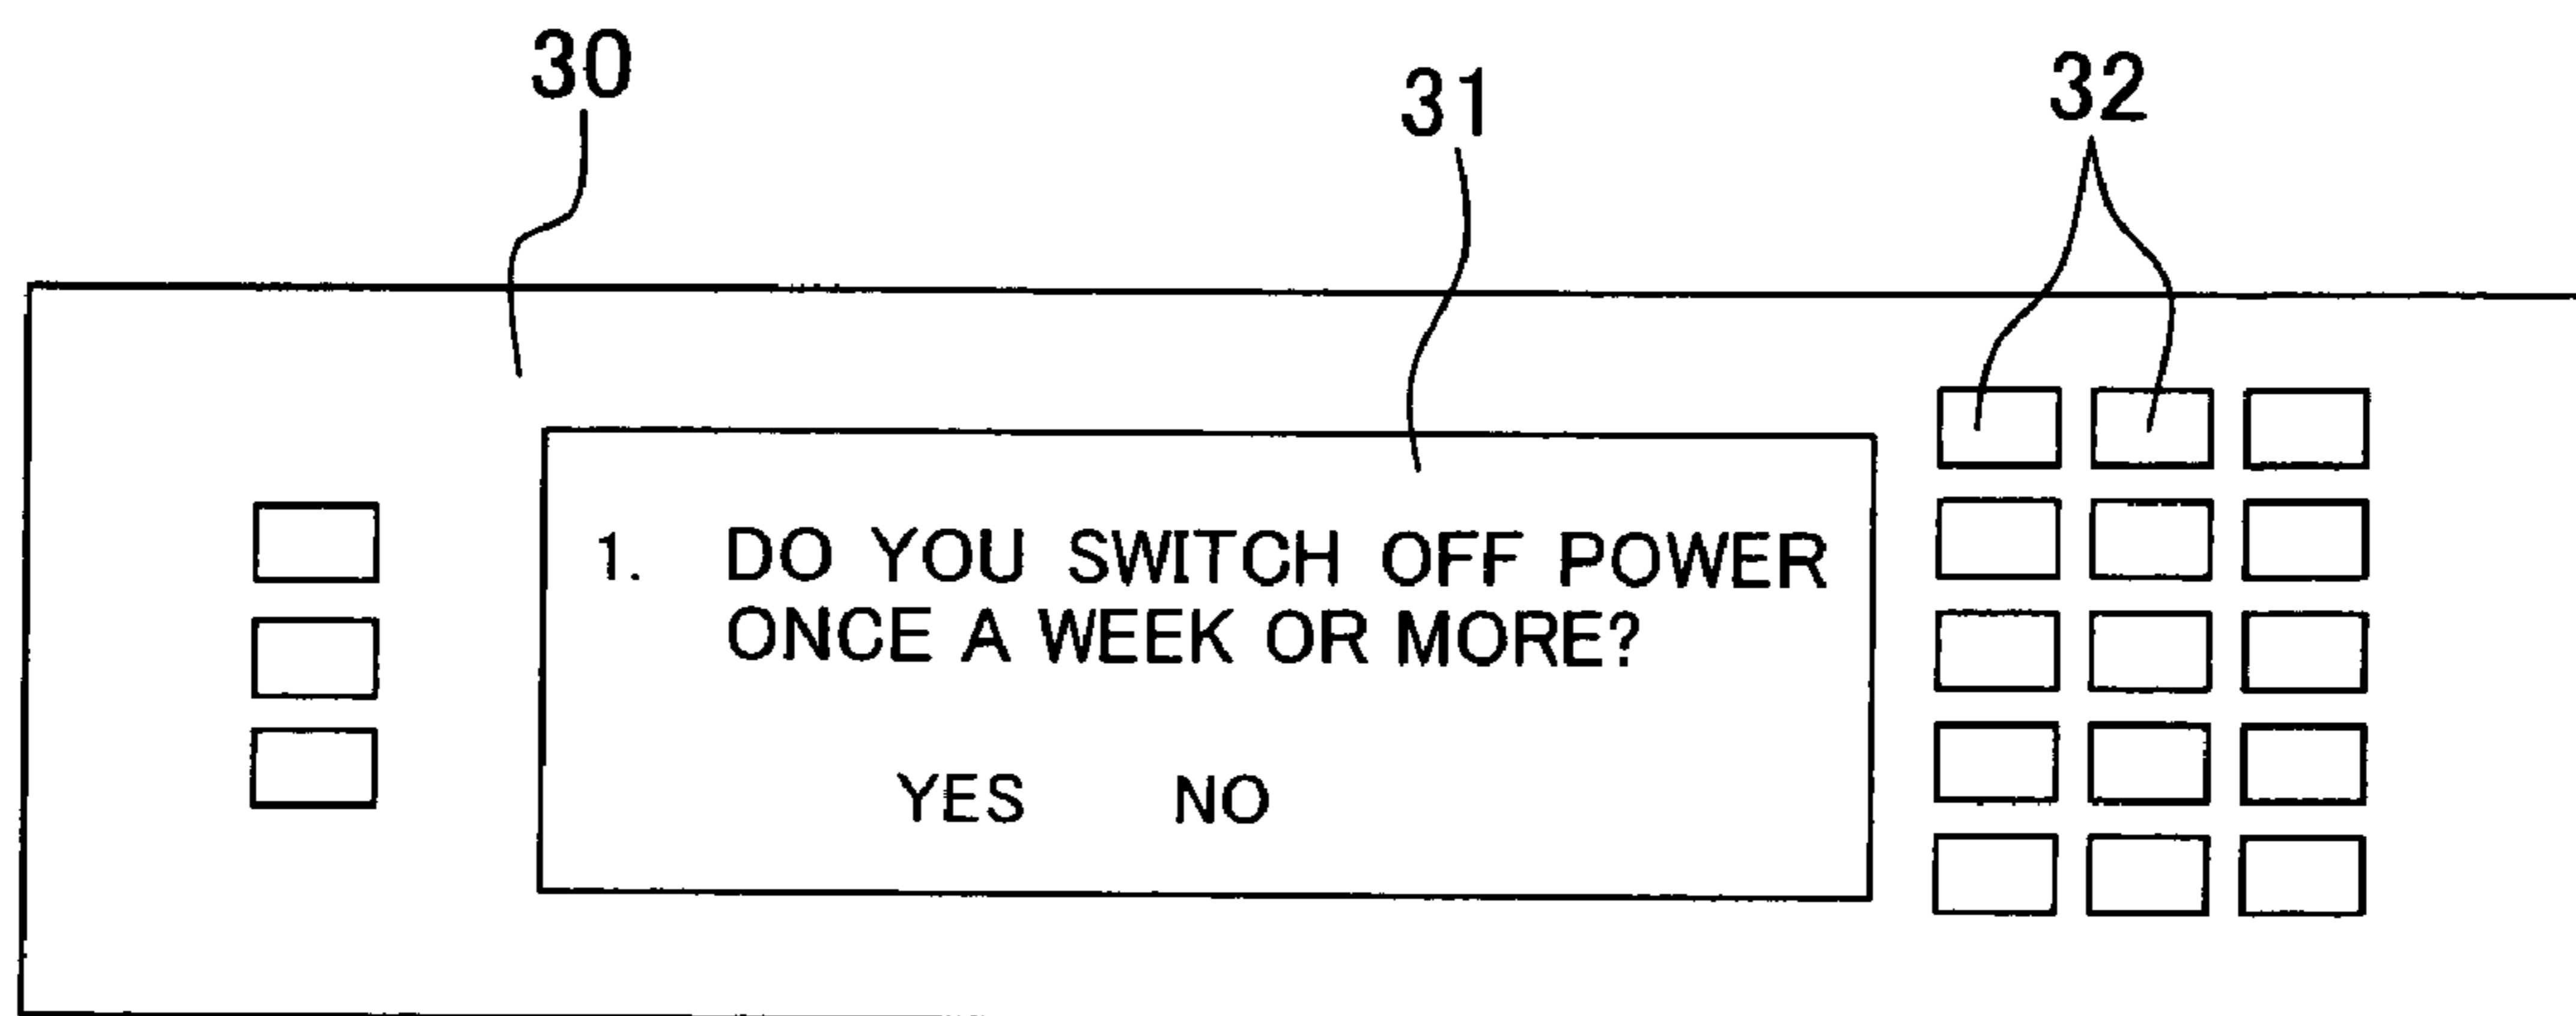 30
31
32
1. DO YOU SWITCH OFF POWER
ONCE A WEEK OR MORE?
YES NO